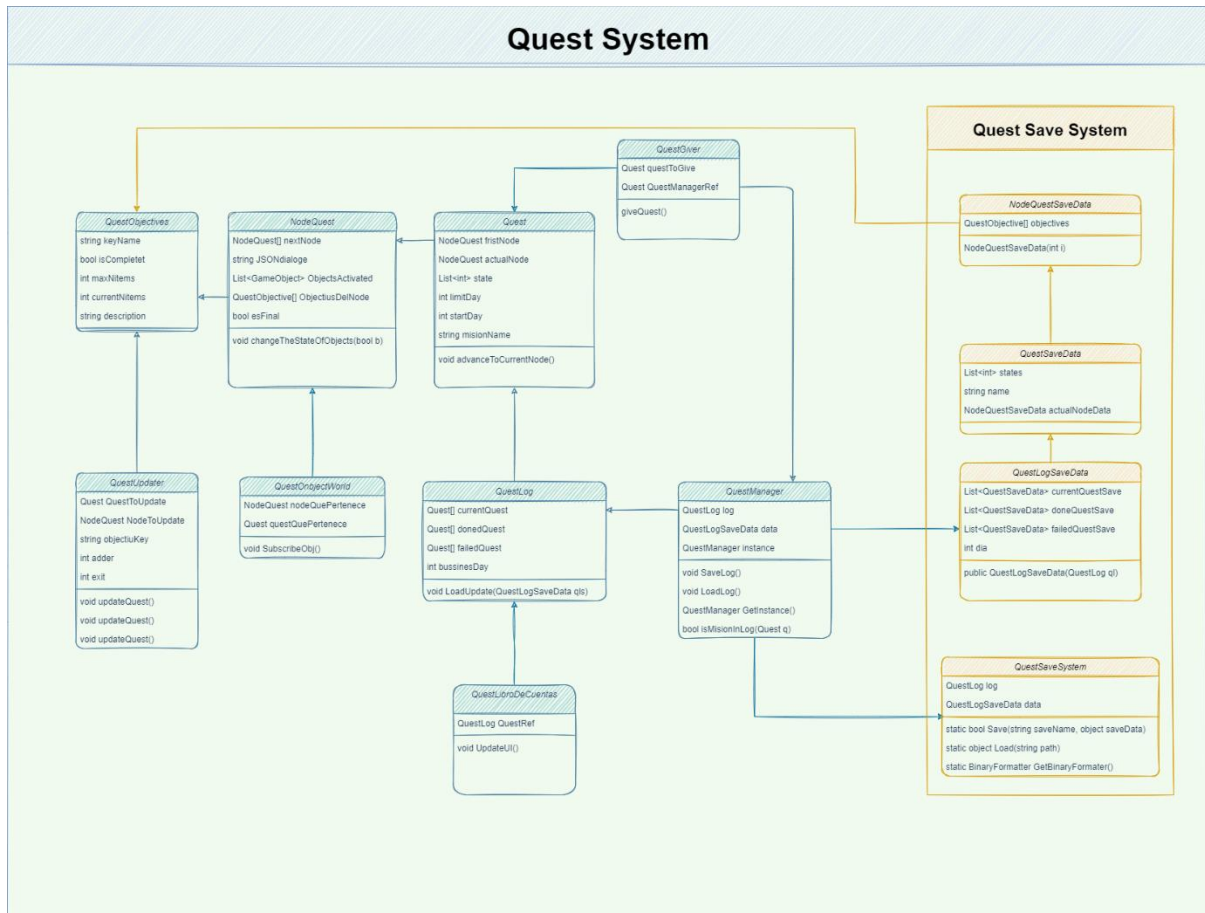 Quest System
Quest Save System
QuestGiver
Quest questToGive
Quest QuestManagerRef
giveQuest()
QuestObjectives
string keyName
bool isCompletet
int maxNitems
int currentNitems
string description
NodeQuest
NodeQuest[] nextNode
string JSONdialoge
List<GameObject> ObjectsActivated
QuestObjective[] ObjectiusDelNode
bool esFinal
void changeTheStateOfObjects(bool b)
Quest
NodeQuest fristNode
NodeQuest actualNode
List<int> state
int limitDay
int startDay
string misionName
void advanceToCurrentNode()
NodeQuestSaveData
QuestObjective[] objectives
NodeQuestSaveData(int i)
QuestSaveData
List<int> states
string name
NodeQuestSaveData actualNodeData
QuestUpdater
Quest QuestToUpdate
NodeQuest NodeToUpdate
string objectiuKey
int adder
int exit
void updateQuest()
void updateQuest()
void updateQuest()
QuestOnbjectWorld
NodeQuest nodeQuePertenece
Quest questQuePertenece
void SubscribeObj()
QuestLog
Quest[] currentQuest
Quest[] donedQuest
Quest[] failedQuest
int bussinesDay
void LoadUpdate(QuestLogSaveData qls)
QuestManager
QuestLog log
QuestLogSaveData data
QuestManager instance
void SaveLog()
void LoadLog()
QuestManager GetInstance()
bool isMisionInLog(Quest q)
QuestLogSaveData
List<QuestSaveData> currentQuestSave
List<QuestSaveData> doneQuestSave
List<QuestSaveData> failedQuestSave
int dia
public QuestLogSaveData(QuestLog ql)
QuestLibroDeCuentas
QuestLog QuestRef
void UpdateUI()
QuestSaveSystem
QuestLog log
QuestLogSaveData data
static bool Save(string saveName, object saveData)
static object Load(string path)
static BinaryFormatter GetBinaryFormater()